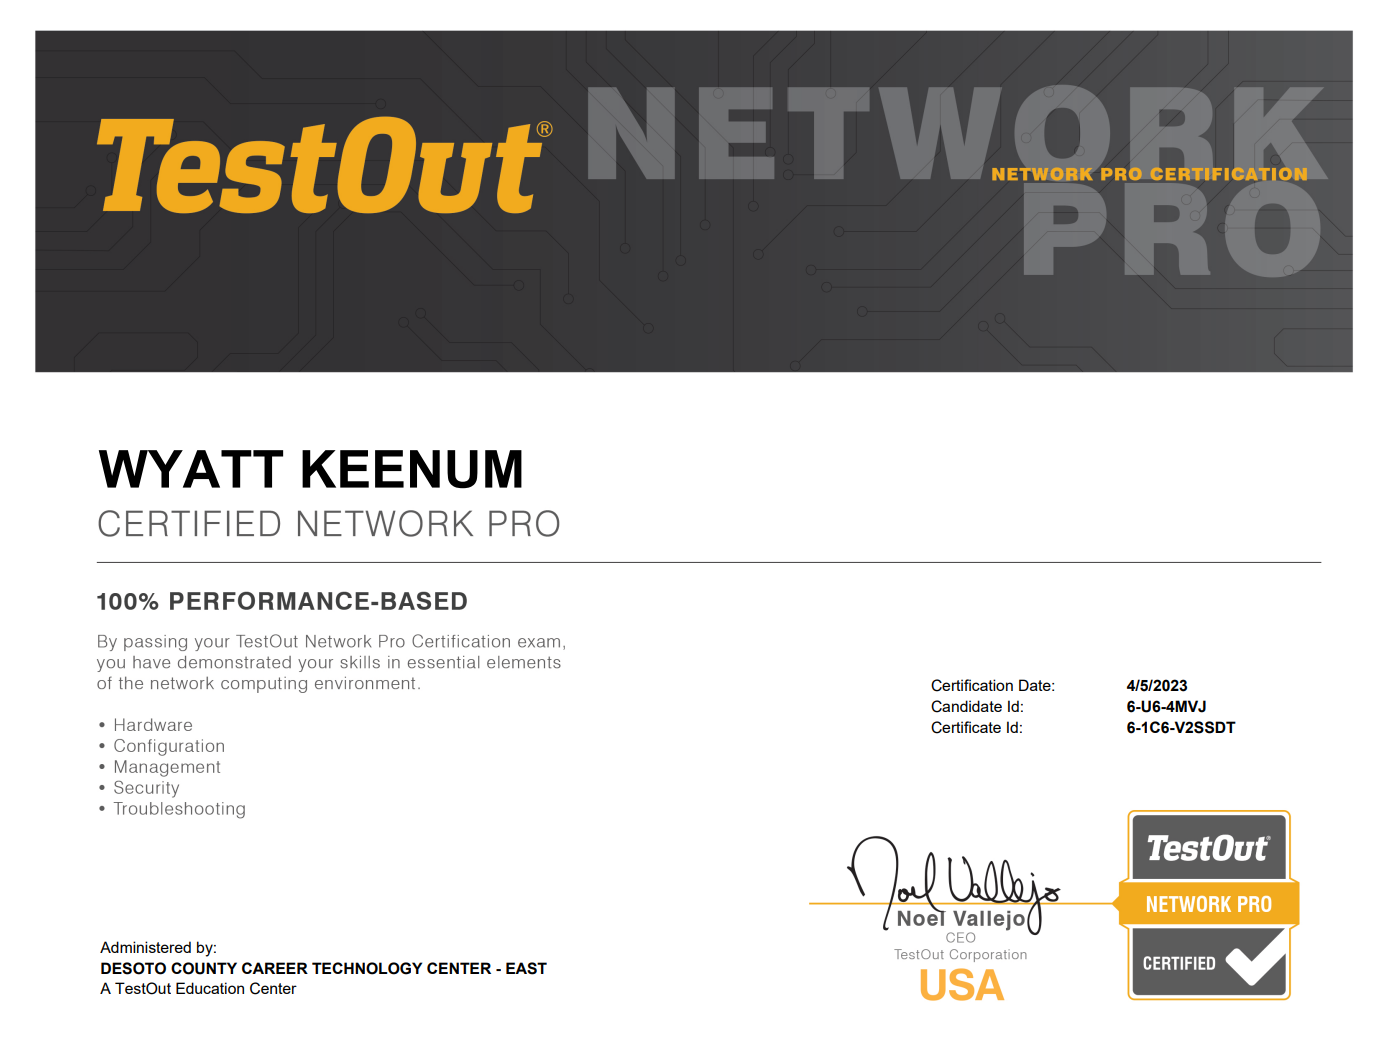 TestOut®
NETWORK
NETWORK PRO CERTIFICATION
PRO
WYATT KEENUM
CERTIFIED NETWORK PRO
100% PERFORMANCE-BASED
By passing your TestOut Network Pro Certification exam,
you have demonstrated your skills in essential elements
of the network computing environment.
• Hardware
• Configuration
• Management
• Security
• Troubleshooting
Certification Date: 4/5/2023
Candidate Id: 6-U6-4MVJ
Certificate Id: 6-1C6-V2SSDT
Noel Vallejo
Noel Vallejo
CEO
TestOut Corporation
USA
TestOut®
NETWORK PRO
CERTIFIED
Administered by:
DESOTO COUNTY CAREER TECHNOLOGY CENTER - EAST
A TestOut Education Center